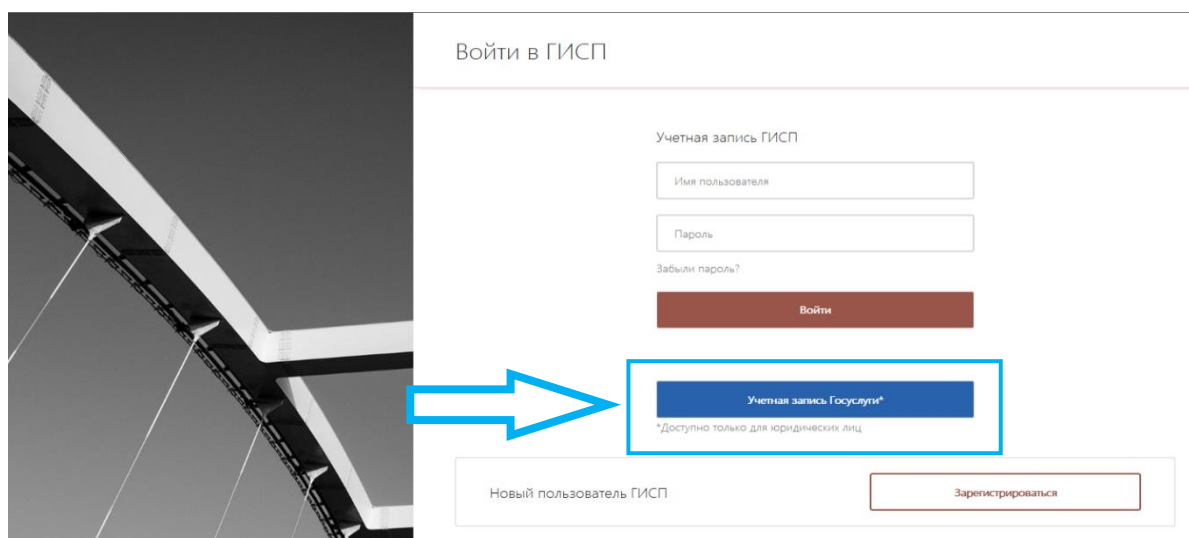 Войти в ГИСП
Учетная запись ГИСП
Имя пользователя
Пароль
Забыли пароль?
Войти
Учетная запись Госуслуги*
*Доступно только для юридических лиц
Новый пользователь ГИСП
Зарегистрироваться